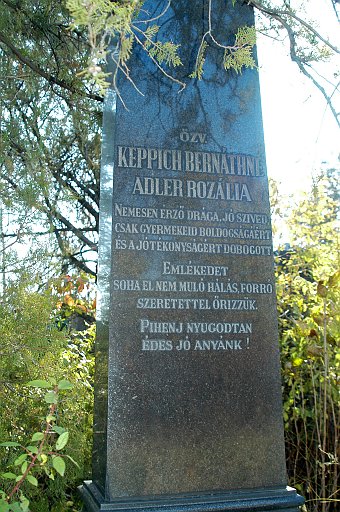 ÖZV.
KEPPICH BERNÁTHNÉ
ADLER ROZÁLIA
NEMESEN ÉRZŐ DRÁGA, JÓ SZIVED
CSAK GYERMEKEID BOLDOGSÁGÁÉRT
ÉS A JÓTÉKONYSÁGÉRT DOBOGOTT.
EMLÉKEDET
SOHA EL NEM MULÓ HÁLÁS, FORRÓ
SZERETETTEL ŐRIZZÜK.
PIHENJ NYUGODTAN
ÉDES JÓ ANYÁNK!